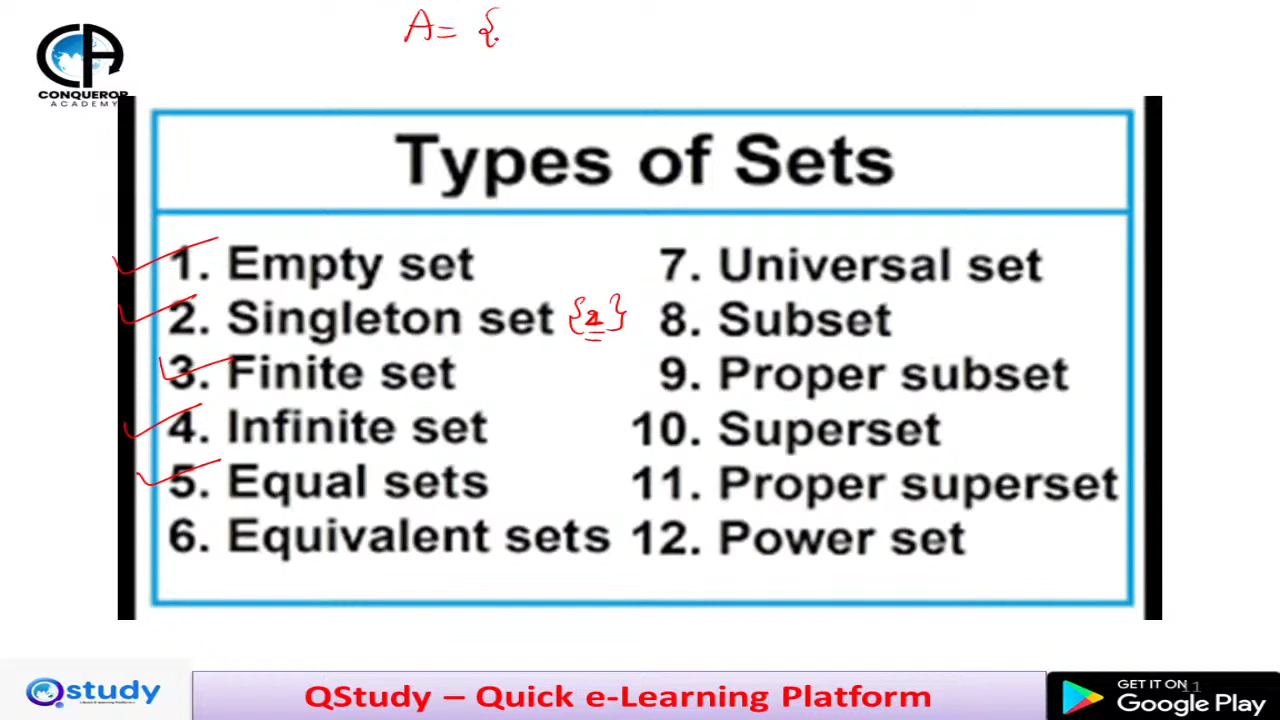 A = {
CONQUEROR
ACADEMY
Types of Sets
1. Empty set
2. Singleton set {2}
3. Finite set
4. Infinite set
5. Equal sets
6. Equivalent sets
7. Universal set
8. Subset
9. Proper subset
10. Superset
11. Proper superset
12. Power set
Qstudy
QStudy – Quick e-Learning Platform
GET IT ON
Google Play
11